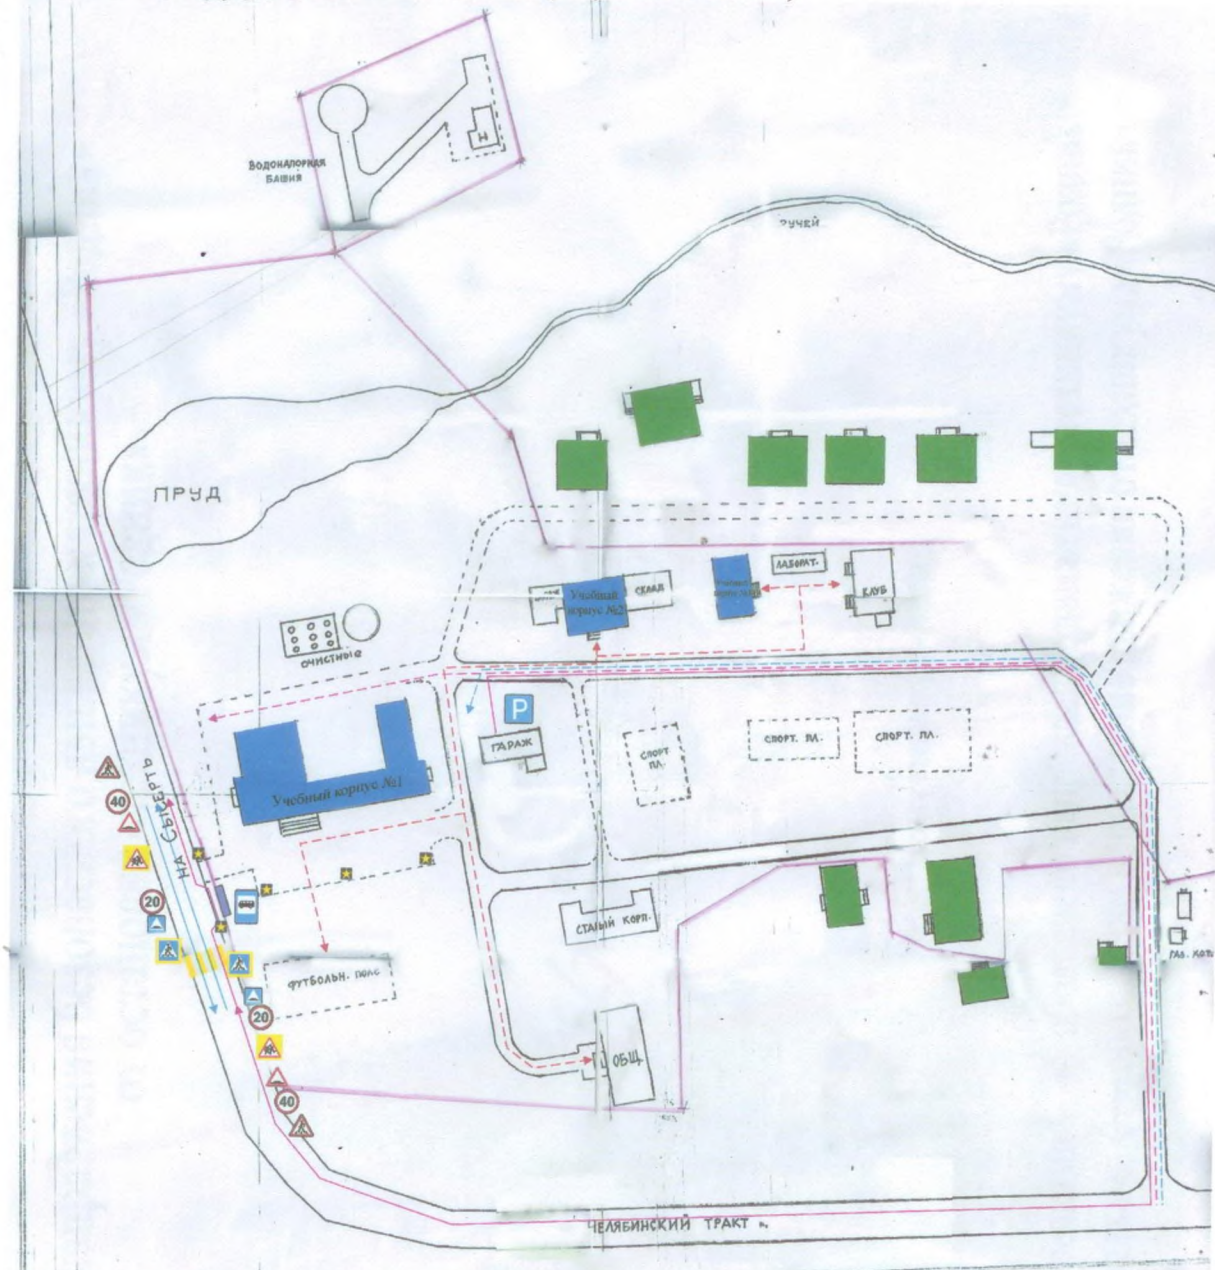 ВОДОНАПОРНАЯ
БАШНЯ
Н
РУЧЕЙ
ПРУД
ЛАБОРАТ.
КЛУБ
СКЛАД
Учебный
корпус №2
Учебный
ОЧИСТНЫЕ
P
ГАРАЖ
СПОРТ
ПЛ.
СПОРТ. ПЛ.
СПОРТ. ПЛ.
Учебный корпус №1
НА СЫСЕРТЬ
40
20
СТАРЫЙ КОРП.
ФУТБОЛЬН. ПОЛЕ
20
ОБЩ.
40
ЧЕЛЯБИНСКИЙ ТРАКТ